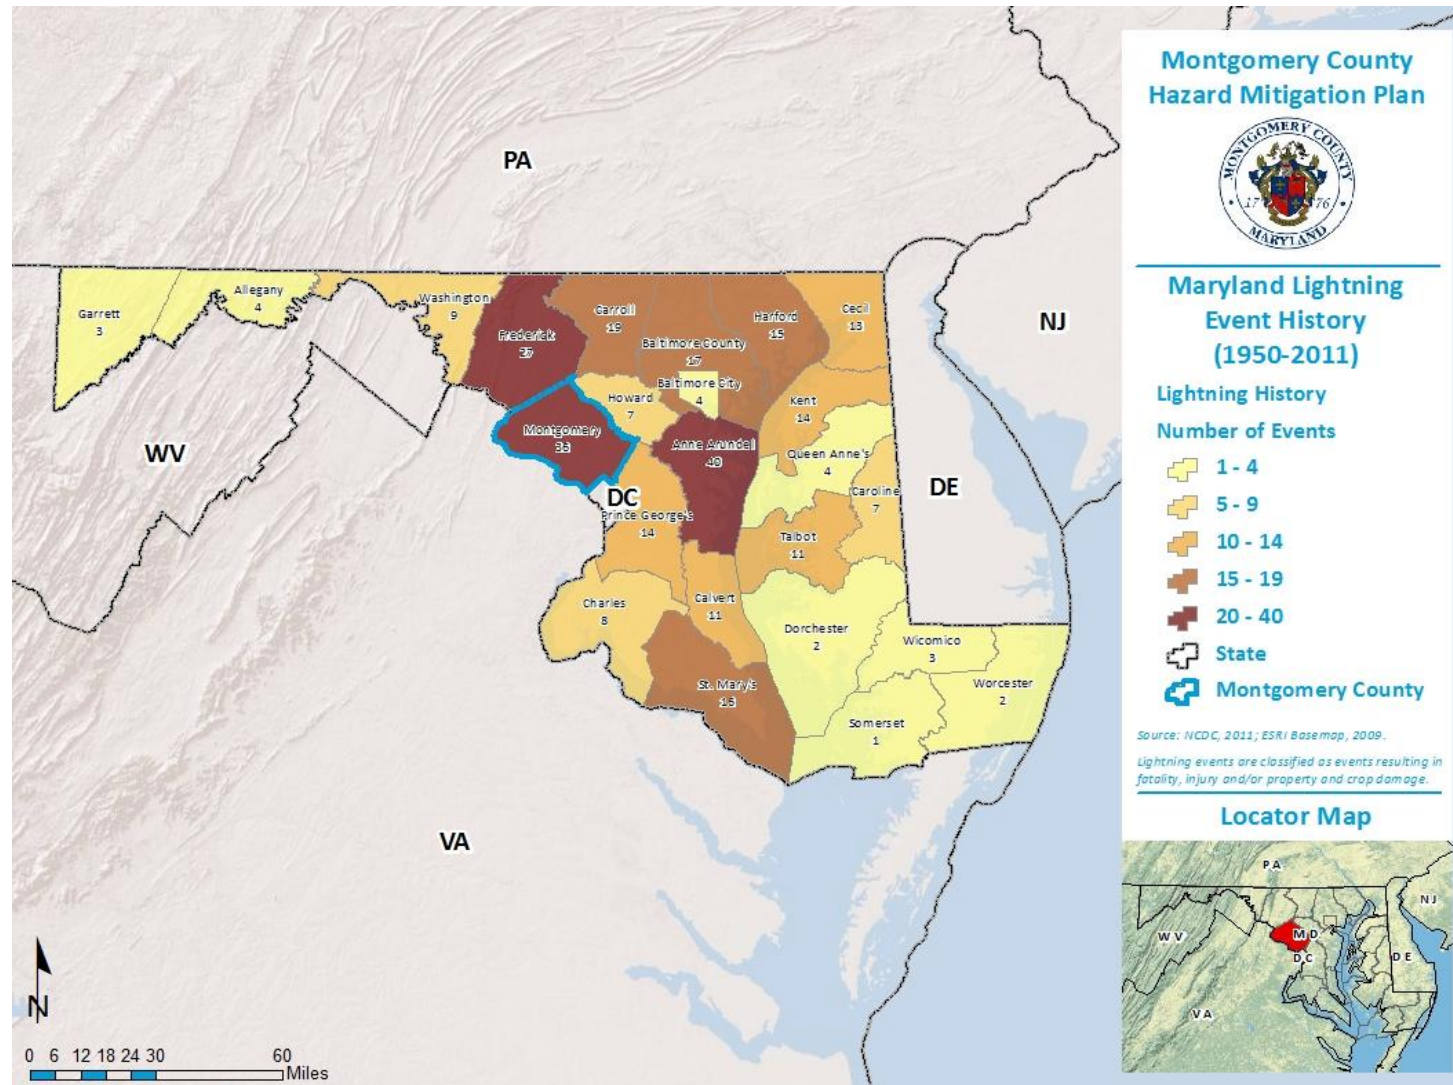 PA
NJ
WV
DE
DC
VA
Garrett
3
Allegany
4
Washington
9
Frederick
Carroll
19
Baltimore County
17
Harford
15
Cecil
13
Baltimore City
4
Howard
7
Kent
14
Montgomery
Anne Arundel
40
Queen Anne's
4
Caroline
7
Prince George's
14
Talbot
11
Charles
8
Calvert
11
Dorchester
2
Wicomico
3
St. Mary's
16
Worcester
2
Somerset
1
N
0 6 12 18 24 30 60
Miles
Montgomery County
Hazard Mitigation Plan
MONTGOMERY COUNTY
17 76
MARYLAND
Maryland Lightning
Event History
(1950-2011)
Lightning History
Number of Events
1 - 4
5 - 9
10 - 14
15 - 19
20 - 40
State
Montgomery County
Source: NCDC, 2011; ESRI Basemap, 2009.
Lightning events are classified as events resulting in
fatality, injury and/or property and crop damage.
Locator Map
PA
NJ
WV
MD
DC
DE
VA